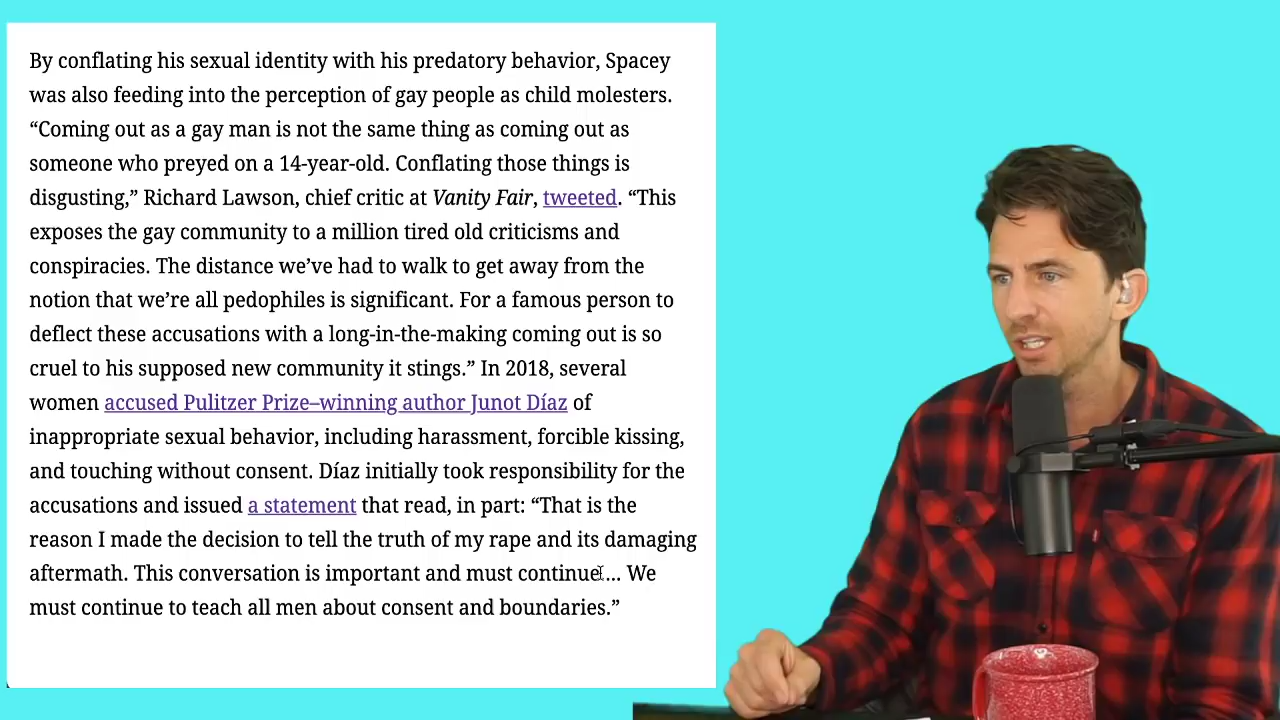 By conflating his sexual identity with his predatory behavior, Spacey
was also feeding into the perception of gay people as child molesters.
“Coming out as a gay man is not the same thing as coming out as
someone who preyed on a 14-year-old. Conflating those things is
disgusting,” Richard Lawson, chief critic at Vanity Fair, tweeted. “This
exposes the gay community to a million tired old criticisms and
conspiracies. The distance we’ve had to walk to get away from the
notion that we’re all pedophiles is significant. For a famous person to
deflect these accusations with a long-in-the-making coming out is so
cruel to his supposed new community it stings.” In 2018, several
women accused Pulitzer Prize–winning author Junot Díaz of
inappropriate sexual behavior, including harassment, forcible kissing,
and touching without consent. Díaz initially took responsibility for the
accusations and issued a statement that read, in part: “That is the
reason I made the decision to tell the truth of my rape and its damaging
aftermath. This conversation is important and must continue… We
must continue to teach all men about consent and boundaries.”